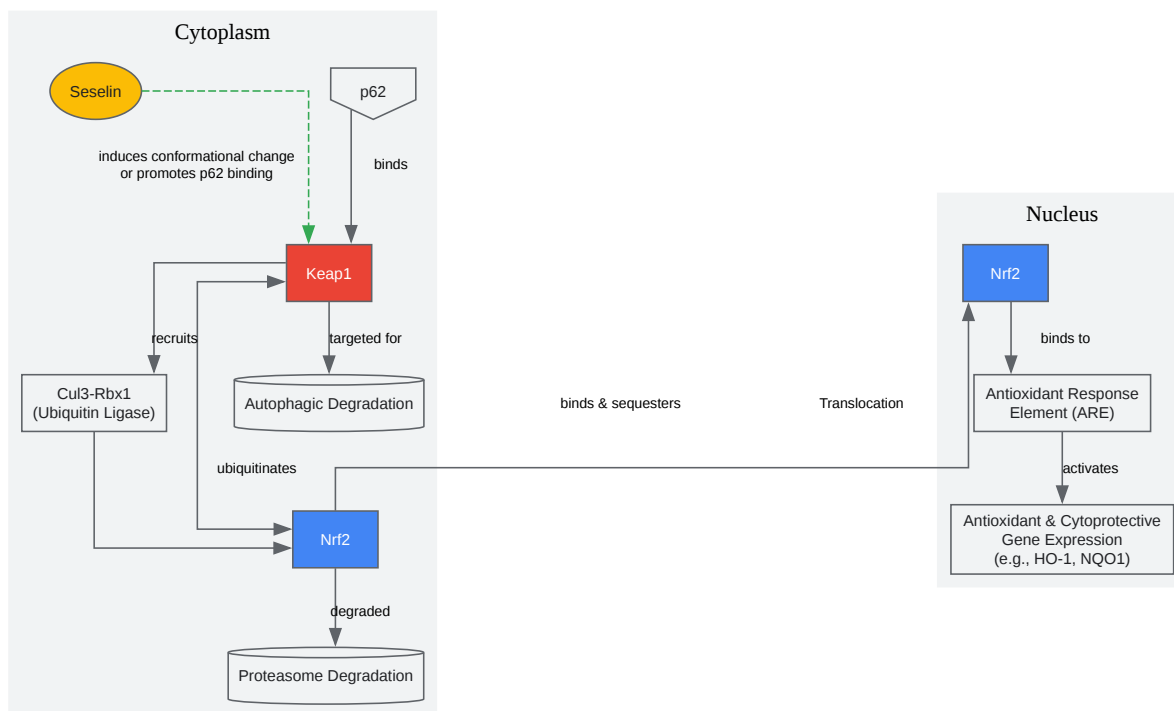 Cytoplasm
Seselin
p62
induces conformational change
or promotes p62 binding
binds
Nucleus
Keap1
Nrf2
recruits
targeted for
binds to
Cul3-Rbx1
(Ubiquitin Ligase)
Autophagic Degradation
binds & sequesters
Translocation
Antioxidant Response
Element (ARE)
ubiquitinates
activates
Nrf2
Antioxidant & Cytoprotective
Gene Expression
(e.g., HO-1, NQO1)
degraded
Proteasome Degradation